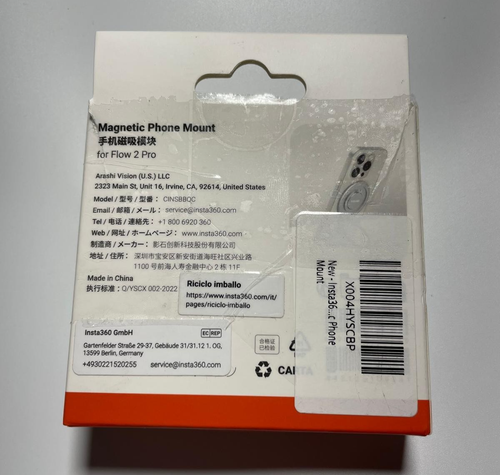 Magnetic Phone Mount
手机磁吸模块
for Flow 2 Pro
Arashi Vision (U.S.) LLC
2323 Main St, Unit 16, Irvine, CA, 92614, United States
Model / 型号 / 型番： CINSBBQC
Email / 邮箱 / メール： service@insta360.com
Tel / 电话 / 連絡先： +1 800 6920 360
Web / 网址 / ホームページ： www.insta360.com
制造商 / メーカー： 影石创新科技股份有限公司
地址 / 住所： 深圳市宝安区新安街道海旺社区兴业路
1100 号前海人寿金融中心 2 栋 11F
Made in China
执行标准：Q/YSCX 002-2022
Riciclo imballo
https://www.insta360.com/it/
pages/riciclo-imballo
Insta360 GmbH
EC REP
Gartenfelder Straße 29-37, Gebäude 31/31.12 1. OG,
13599 Berlin, Germany
+4930221520255 service@insta360.com
合格证
已检验
CARTA
X004HYSCBP
New - Insta36...c Phone
Mount